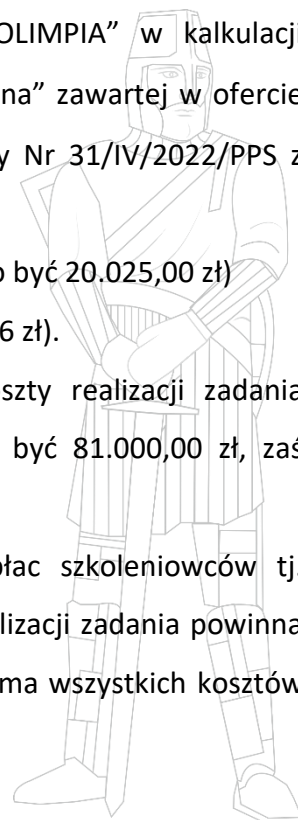 OLIMPIA” w kalkulacji
na” zawartej w ofercie
y Nr 31/IV/2022/PPS z
o być 20.025,00 zł)
6 zł).
szty realizacji zadania
być 81.000,00 zł, zaś
płac szkoleniowców tj.
lizacji zadania powinna
ma wszystkich kosztów